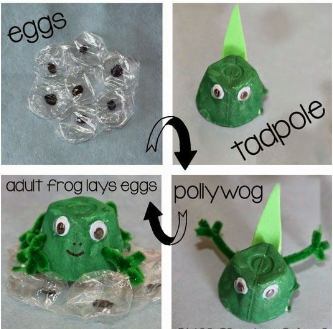 eggs
tadpole
adult frog lays eggs
pollywog